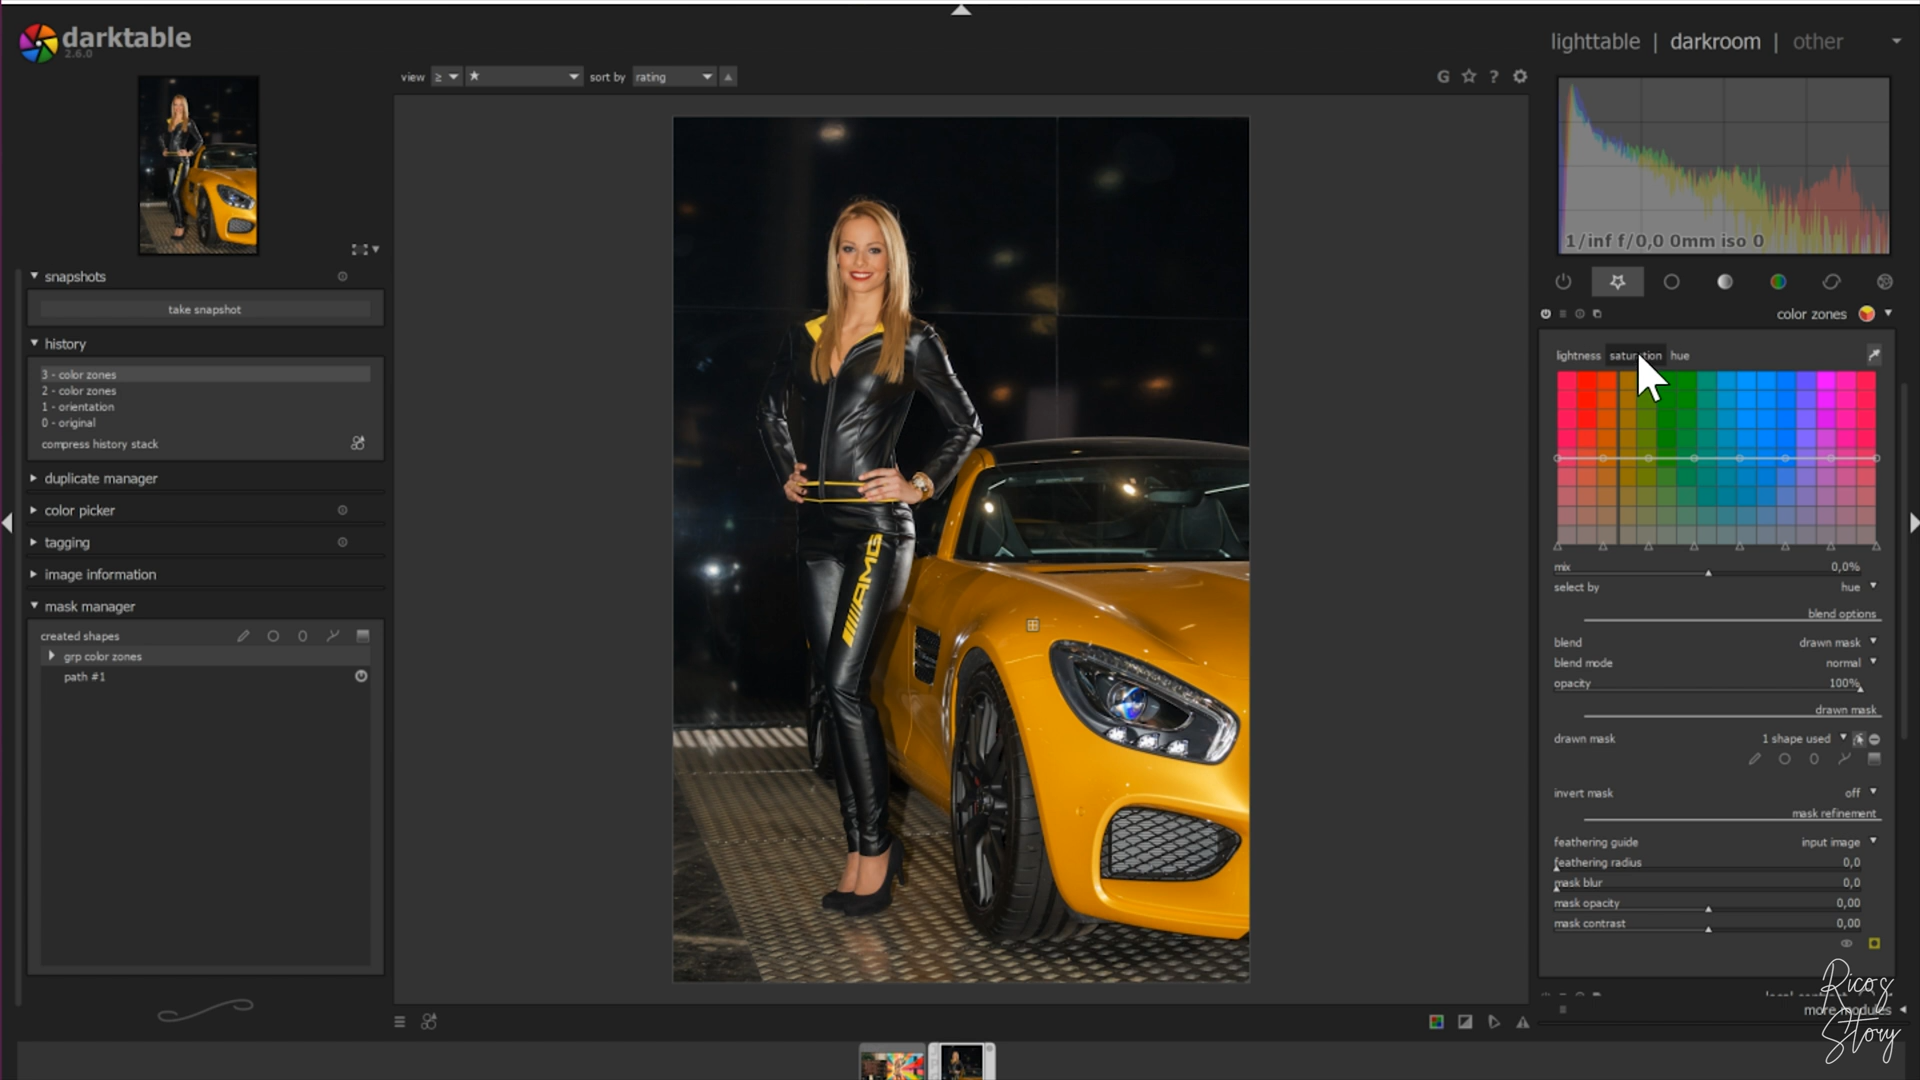 darktable
2.6.0
lighttable | darkroom | other
view ≥ ★ sort by rating
G ☆ ?
1/inf f/0,0 0mm iso 0
snapshots
take snapshot
history
3 - color zones
2 - color zones
1 - orientation
0 - original
compress history stack
duplicate manager
color picker
tagging
image information
mask manager
created shapes
grp color zones
path #1
AMG
color zones
lightness saturation hue
mix 0,0%
select by hue
blend options
blend drawn mask
blend mode normal
opacity 100%
drawn mask
drawn mask 1 shape used
invert mask off
mask refinement
feathering guide input image
feathering radius 0,0
mask blur 0,0
mask opacity 0,00
mask contrast 0,00
more modules
Rico's
Story